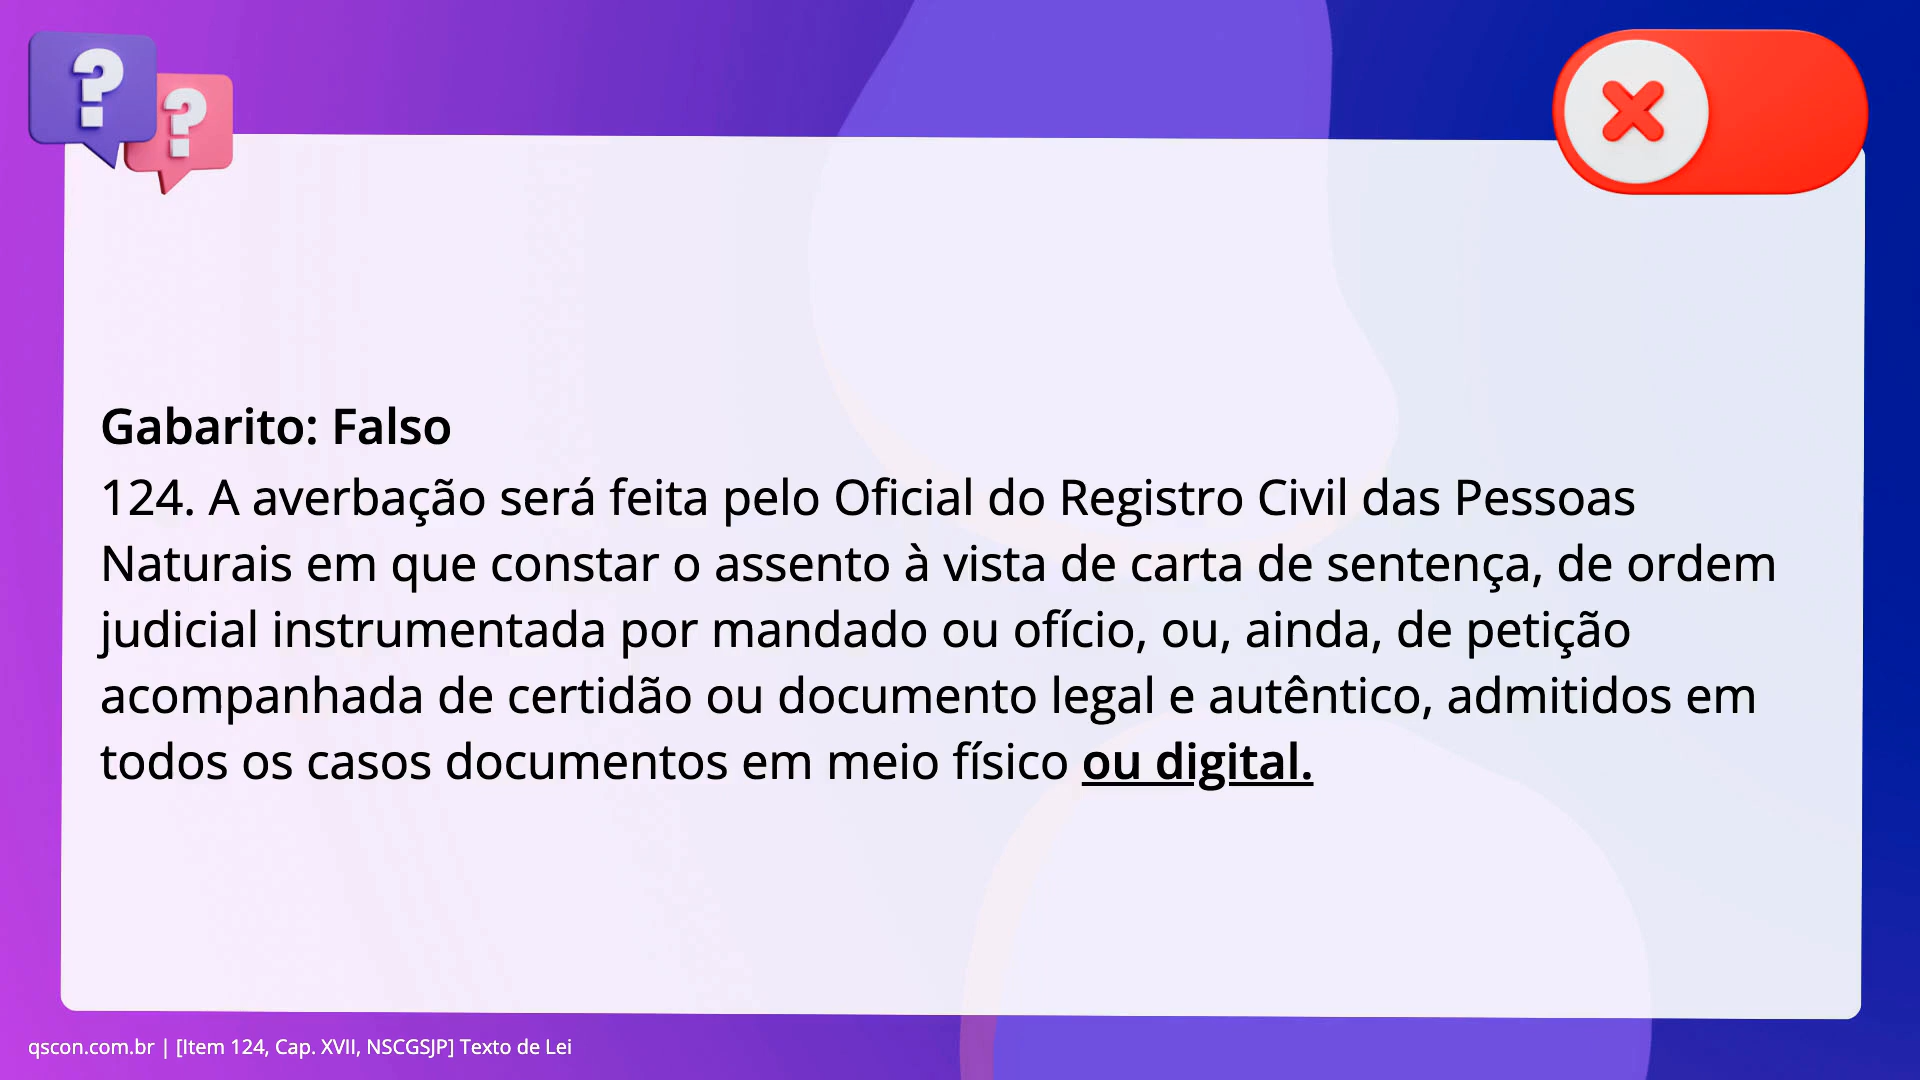 ? ?
Gabarito: Falso
124. A averbação será feita pelo Oficial do Registro Civil das Pessoas
Naturais em que constar o assento à vista de carta de sentença, de ordem
judicial instrumentada por mandado ou ofício, ou, ainda, de petição
acompanhada de certidão ou documento legal e autêntico, admitidos em
todos os casos documentos em meio físico ou digital.
qscon.com.br | [Item 124, Cap. XVII, NSCGSJP] Texto de Lei